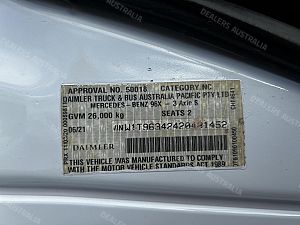 APPROVAL NO. 50018 CATEGORY NC
DAIMLER TRUCK & BUS AUSTRALIA PACIFIC PTY LTD
MERCEDES-BENZ 96X - 3 Axle S
GVM 26,000 kg SEATS 2
06/21
DAIMLER
THIS VEHICLE WAS MANUFACTURED TO COMPLY WITH
THE MOTOR VEHICLE STANDARDS ACT 1989
DEALERS AUSTRALIA